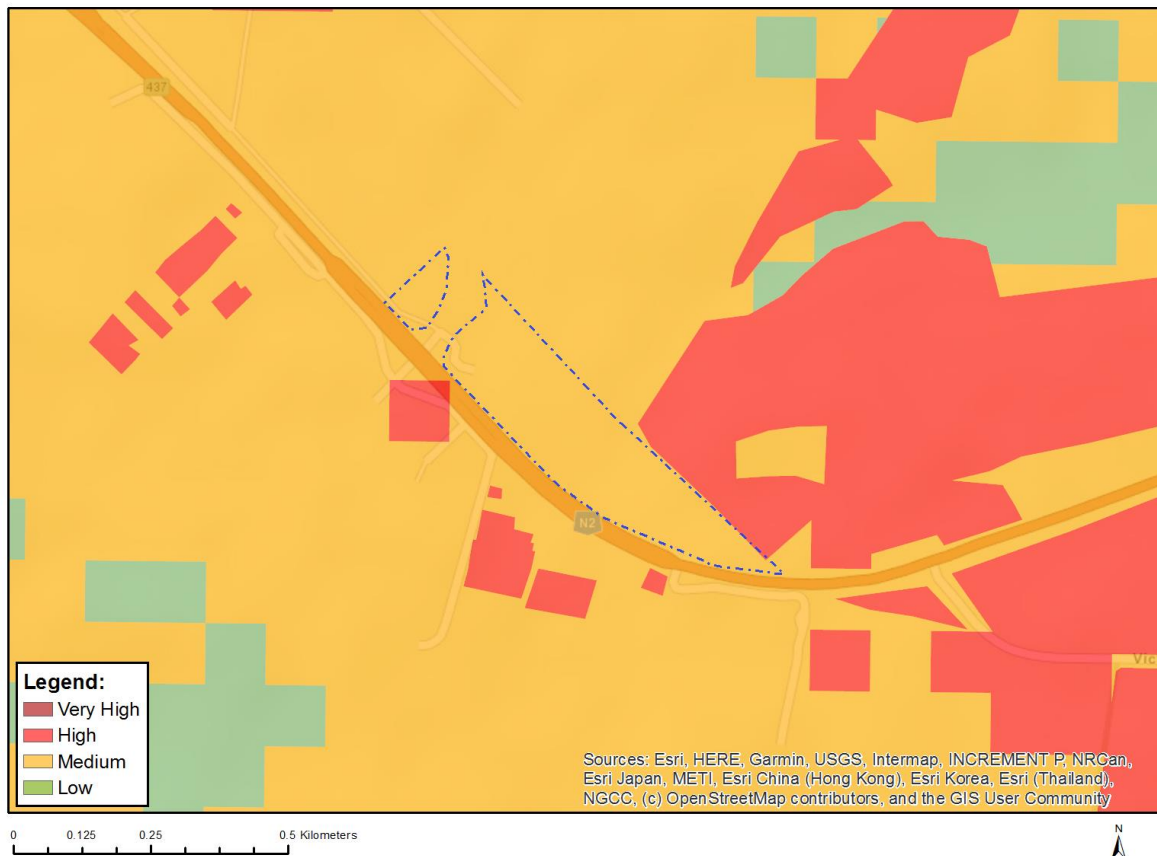 437
N2
Vic
Legend:
Very High
High
Medium
Low
Sources: Esri, HERE, Garmin, USGS, Intermap, INCREMENT P, NRCan,
Esri Japan, METI, Esri China (Hong Kong), Esri Korea, Esri (Thailand),
NGCC, (c) OpenStreetMap contributors, and the GIS User Community
0 0.125 0.25 0.5 Kilometers
N